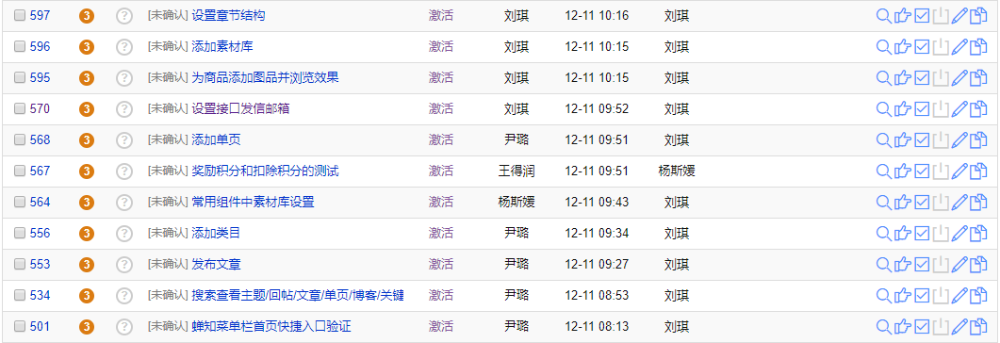 597 3 ? [未确认] 设置章节结构 激活 刘琪 12-11 10:16 刘琪
596 3 ? [未确认] 添加素材库 激活 刘琪 12-11 10:15 刘琪
595 3 ? [未确认] 为商品添加图品并浏览效果 激活 刘琪 12-11 10:15 刘琪
570 3 ? [未确认] 设置接口发信邮箱 激活 刘琪 12-11 09:52 刘琪
568 3 ? [未确认] 添加单页 激活 尹璐 12-11 09:51 刘琪
567 3 ? [未确认] 奖励积分和扣除积分的测试 激活 王得润 12-11 09:51 杨斯媛
564 3 ? [未确认] 常用组件中素材库设置 激活 杨斯媛 12-11 09:43 刘琪
556 3 ? [未确认] 添加类目 激活 尹璐 12-11 09:34 刘琪
553 3 ? [未确认] 发布文章 激活 尹璐 12-11 09:27 刘琪
534 3 ? [未确认] 搜索查看主题/回帖/文章/单页/博客/关键 激活 尹璐 12-11 08:53 刘琪
501 3 ? [未确认] 蝉知菜单栏首页快捷入口验证 激活 尹璐 12-11 08:13 刘琪